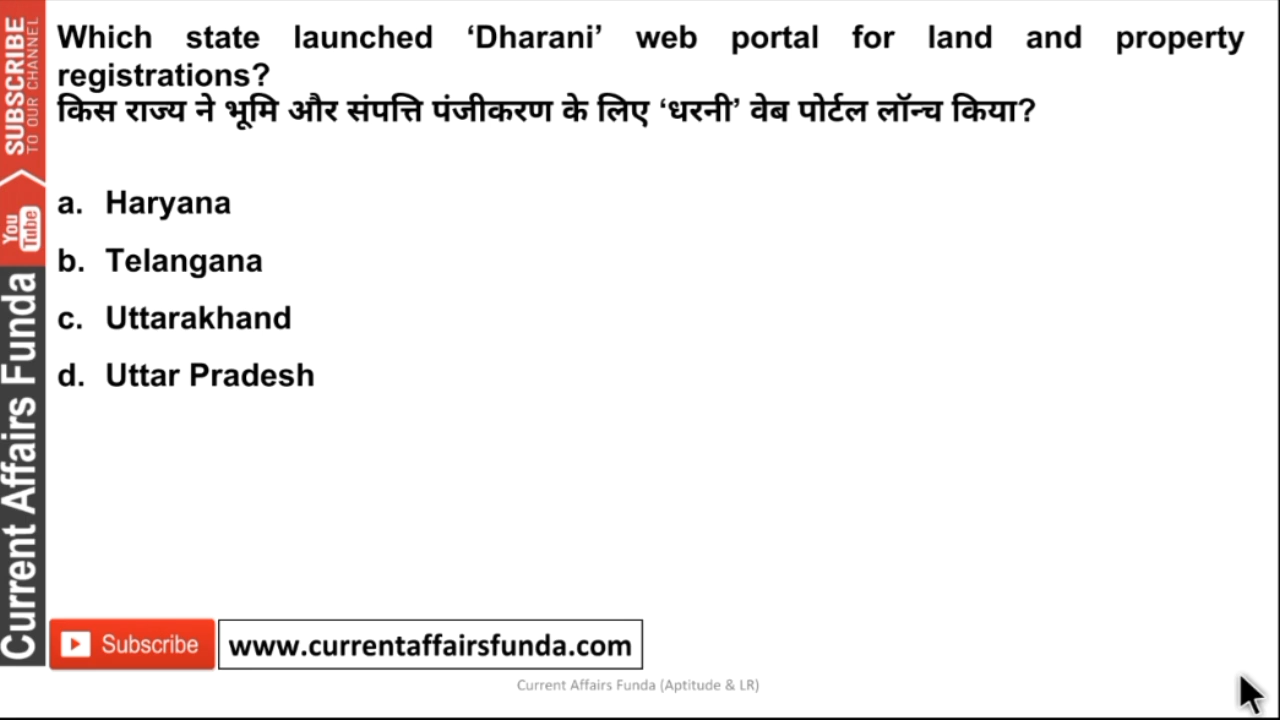 Which state launched ‘Dharani’ web portal for land and property
registrations?
किस राज्य ने भूमि और संपत्ति पंजीकरण के लिए ‘धरनी’ वेब पोर्टल लॉन्च किया?
a. Haryana
b. Telangana
c. Uttarakhand
d. Uttar Pradesh
SUBSCRIBE
TO OUR CHANNEL
You
Tube
Current Affairs Funda
Subscribe
www.currentaffairsfunda.com
Current Affairs Funda (Aptitude & LR)